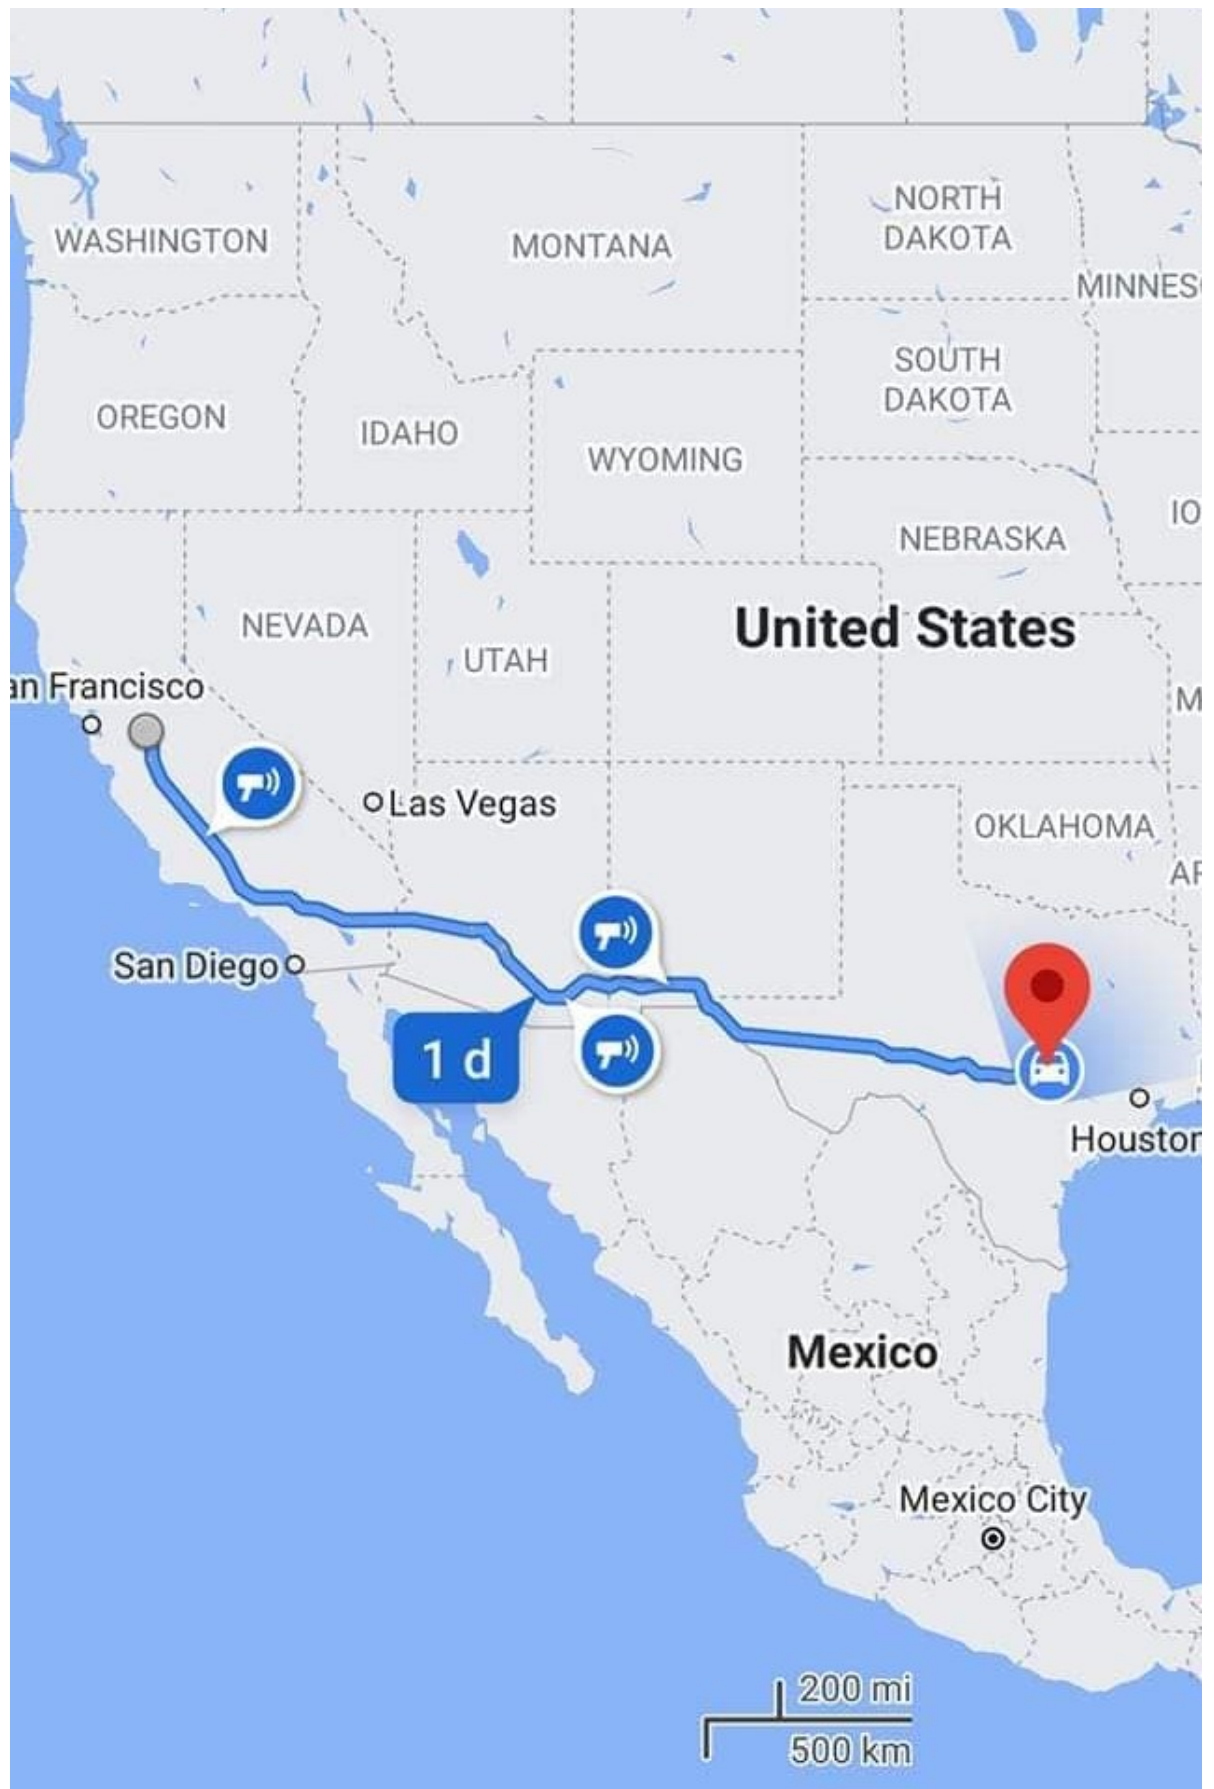 WASHINGTON
MONTANA
NORTH
DAKOTA
MINNES
OREGON
IDAHO
SOUTH
DAKOTA
WYOMING
IO
NEBRASKA
NEVADA
UTAH
United States
an Francisco
M
Las Vegas
OKLAHOMA
AR
San Diego
1 d
Houston
Mexico
Mexico City
200 mi
500 km